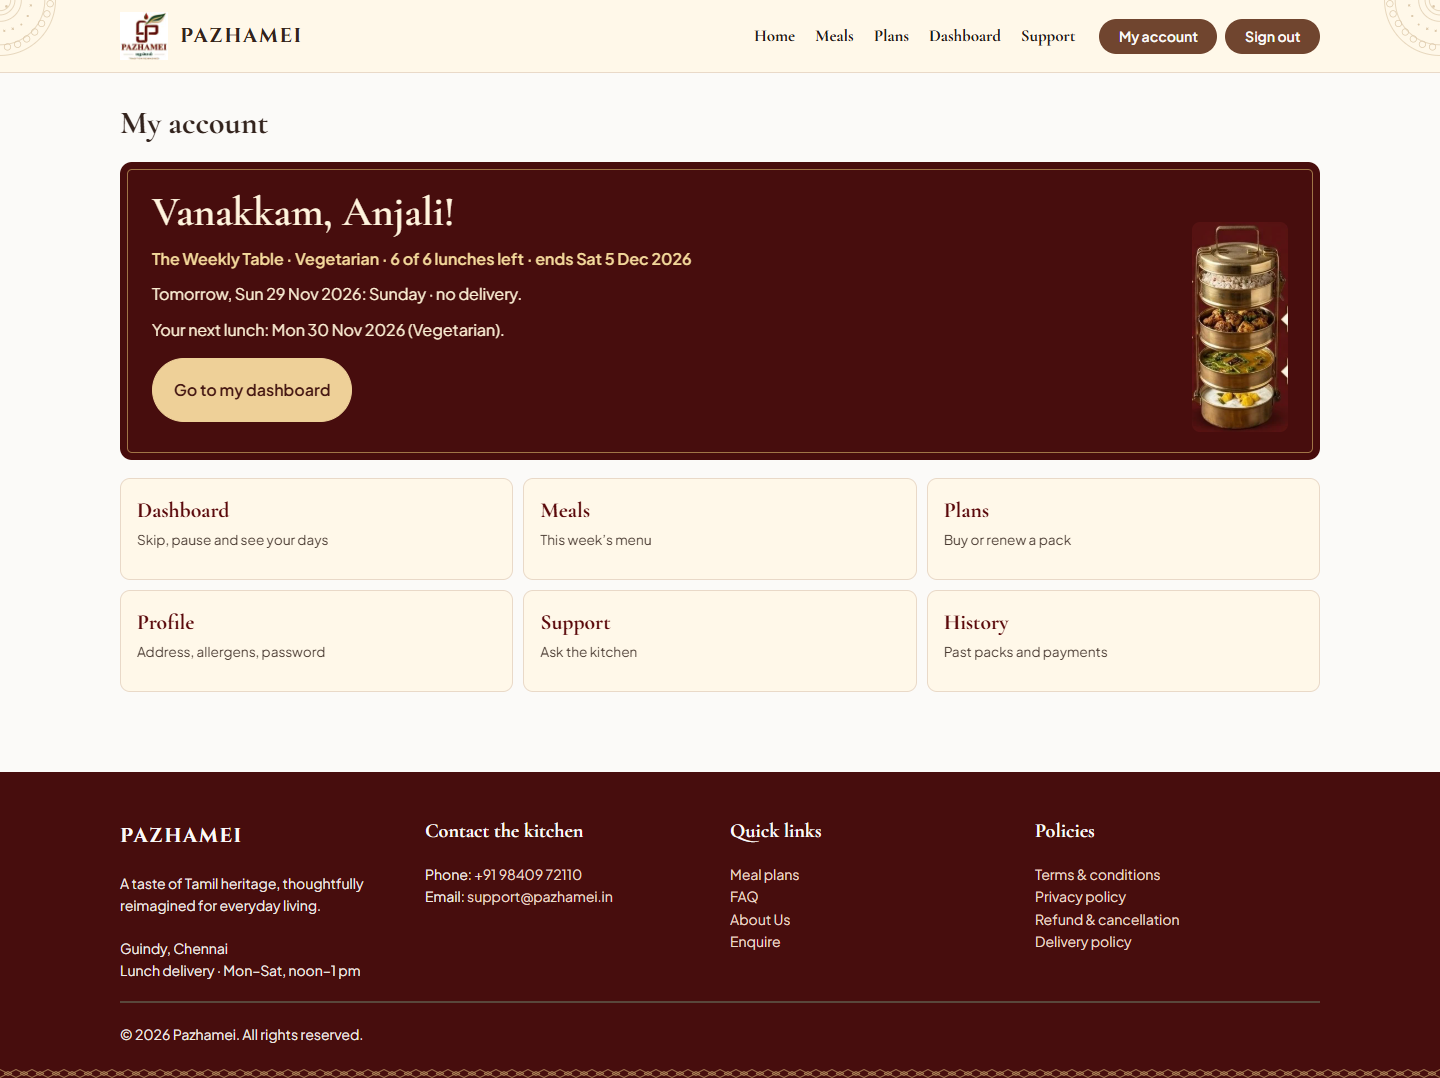 PAZHAMEI
PAZHAMEI
Home
Meals
Plans
Dashboard
Support
My account
Sign out
My account
Vanakkam, Anjali!
The Weekly Table · Vegetarian · 6 of 6 lunches left · ends Sat 5 Dec 2026
Tomorrow, Sun 29 Nov 2026: Sunday · no delivery.
Your next lunch: Mon 30 Nov 2026 (Vegetarian).
Go to my dashboard
Dashboard
Skip, pause and see your days
Meals
This week’s menu
Plans
Buy or renew a pack
Profile
Address, allergens, password
Support
Ask the kitchen
History
Past packs and payments
PAZHAMEI
A taste of Tamil heritage, thoughtfully
reimagined for everyday living.
Guindy, Chennai
Lunch delivery · Mon–Sat, noon–1 pm
Contact the kitchen
Phone: +91 98409 72110
Email: support@pazhamei.in
Quick links
Meal plans
FAQ
About Us
Enquire
Policies
Terms & conditions
Privacy policy
Refund & cancellation
Delivery policy
© 2026 Pazhamei. All rights reserved.